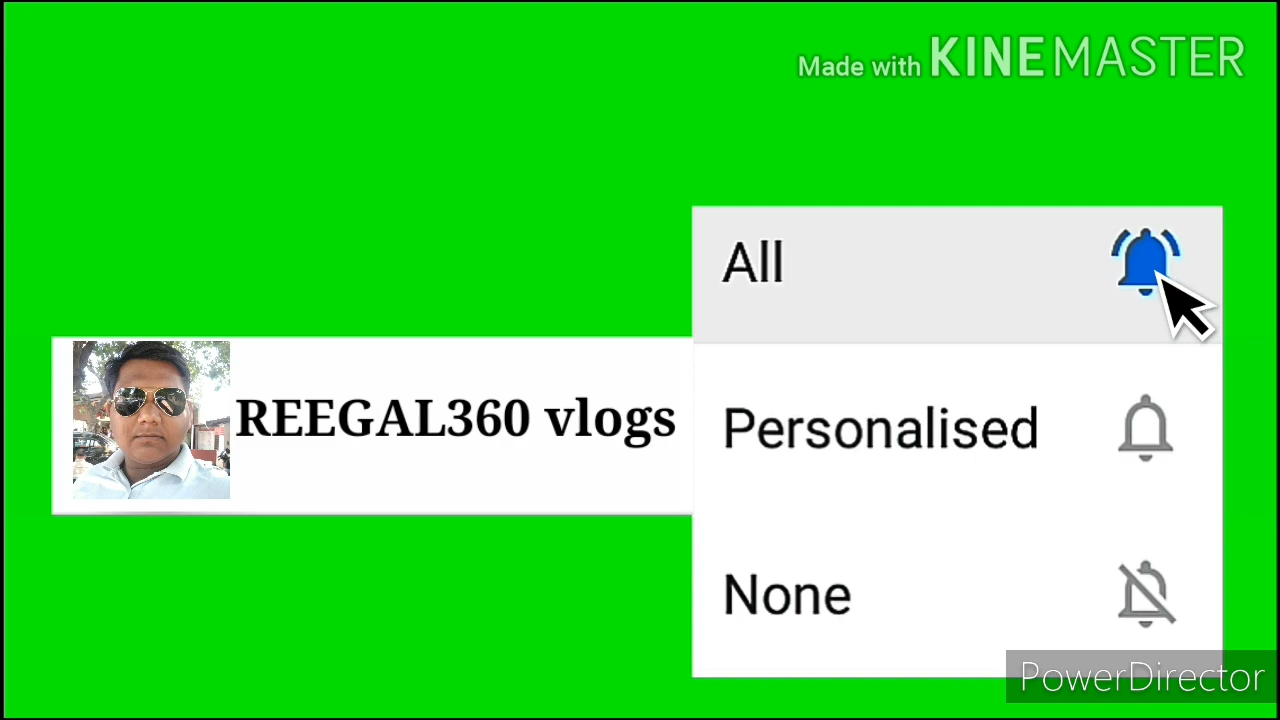 Made with KINEMASTER
All
REEGAL360 vlogs
Personalised
None
PowerDirector